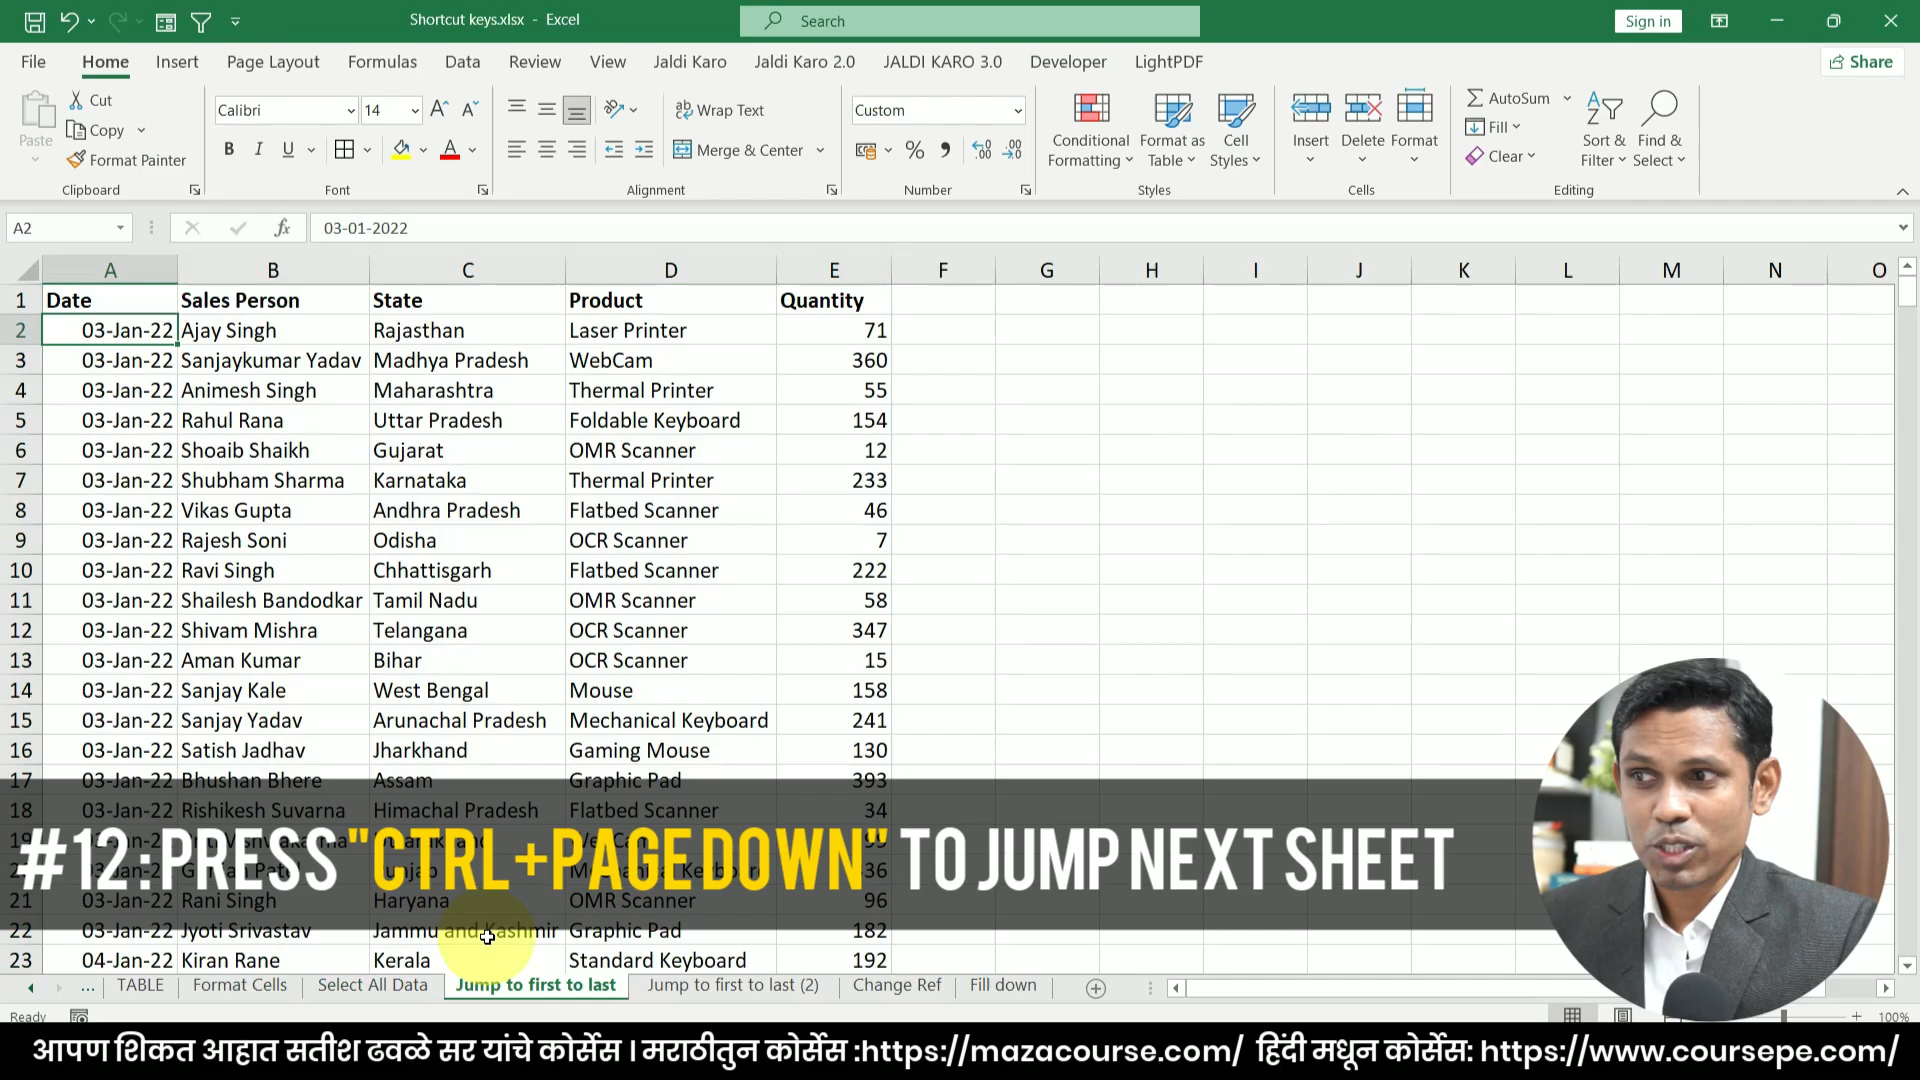 Shortcut keys.xlsx - Excel
Search
Sign in
File Home Insert Page Layout Formulas Data Review View Jaldi Karo Jaldi Karo 2.0 JALDI KARO 3.0 Developer LightPDF Share
Paste
Cut
Copy
Format Painter
Clipboard
Calibri 14
B I U
Font
Wrap Text
Merge & Center
Alignment
Custom
%
Number
Conditional Formatting
Format as Table
Cell Styles
Styles
Insert
Delete
Format
Cells
AutoSum
Fill
Clear
Sort & Filter
Find & Select
Editing
A2 fx 03-01-2022
A B C D E F G H I J K L M N O
1 Date Sales Person State Product Quantity
2 03-Jan-22 Ajay Singh Rajasthan Laser Printer 71
3 03-Jan-22 Sanjaykumar Yadav Madhya Pradesh WebCam 360
4 03-Jan-22 Animesh Singh Maharashtra Thermal Printer 55
5 03-Jan-22 Rahul Rana Uttar Pradesh Foldable Keyboard 154
6 03-Jan-22 Shoaib Shaikh Gujarat OMR Scanner 12
7 03-Jan-22 Shubham Sharma Karnataka Thermal Printer 233
8 03-Jan-22 Vikas Gupta Andhra Pradesh Flatbed Scanner 46
9 03-Jan-22 Rajesh Soni Odisha OCR Scanner 7
10 03-Jan-22 Ravi Singh Chhattisgarh Flatbed Scanner 222
11 03-Jan-22 Shailesh Bandodkar Tamil Nadu OMR Scanner 58
12 03-Jan-22 Shivam Mishra Telangana OCR Scanner 347
13 03-Jan-22 Aman Kumar Bihar OCR Scanner 15
14 03-Jan-22 Sanjay Kale West Bengal Mouse 158
15 03-Jan-22 Sanjay Yadav Arunachal Pradesh Mechanical Keyboard 241
16 03-Jan-22 Satish Jadhav Jharkhand Gaming Mouse 130
17 03-Jan-22 Bhushan Bhere Assam Graphic Pad 393
18 03-Jan-22 Rishikesh Suvarna Himachal Pradesh Flatbed Scanner 34
#12 : PRESS "CTRL +PAGE DOWN" TO JUMP NEXT SHEET
21 03-Jan-22 Rani Singh Haryana OMR Scanner 96
22 03-Jan-22 Jyoti Srivastav Jammu and Kashmir Graphic Pad 182
23 04-Jan-22 Kiran Rane Kerala Standard Keyboard 192
... TABLE Format Cells Select All Data Jump to first to last Jump to first to last (2) Change Ref Fill down
Ready 100%
आपण शिकत आहात सतीश ढवळे सर यांचे कोर्सेस । मराठीतुन कोर्सेस :https://mazacourse.com/ हिंदी मधून कोर्सेस: https://www.coursepe.com/